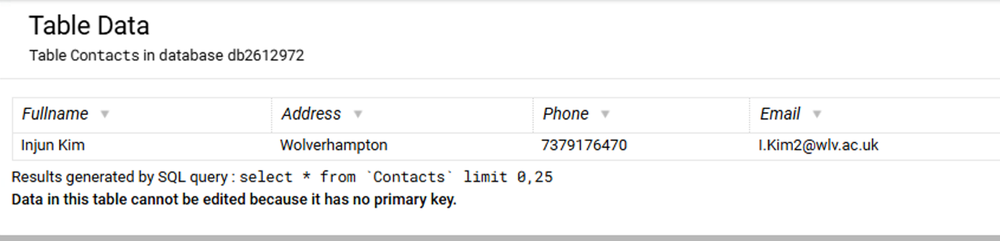 Table Data
Table Contacts in database db2612972
Fullname Address Phone Email
Injun Kim Wolverhampton 7379176470 I.Kim2@wlv.ac.uk
Results generated by SQL query : select * from `Contacts` limit 0,25
Data in this table cannot be edited because it has no primary key.